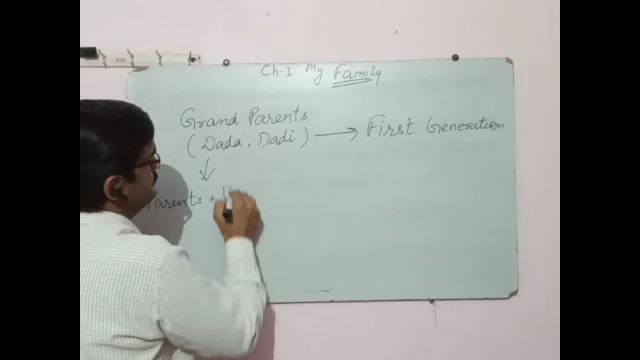 Ch-1 My Family
Grand Parents
(Dada, Dadi) → First Generation
↓
Parents +